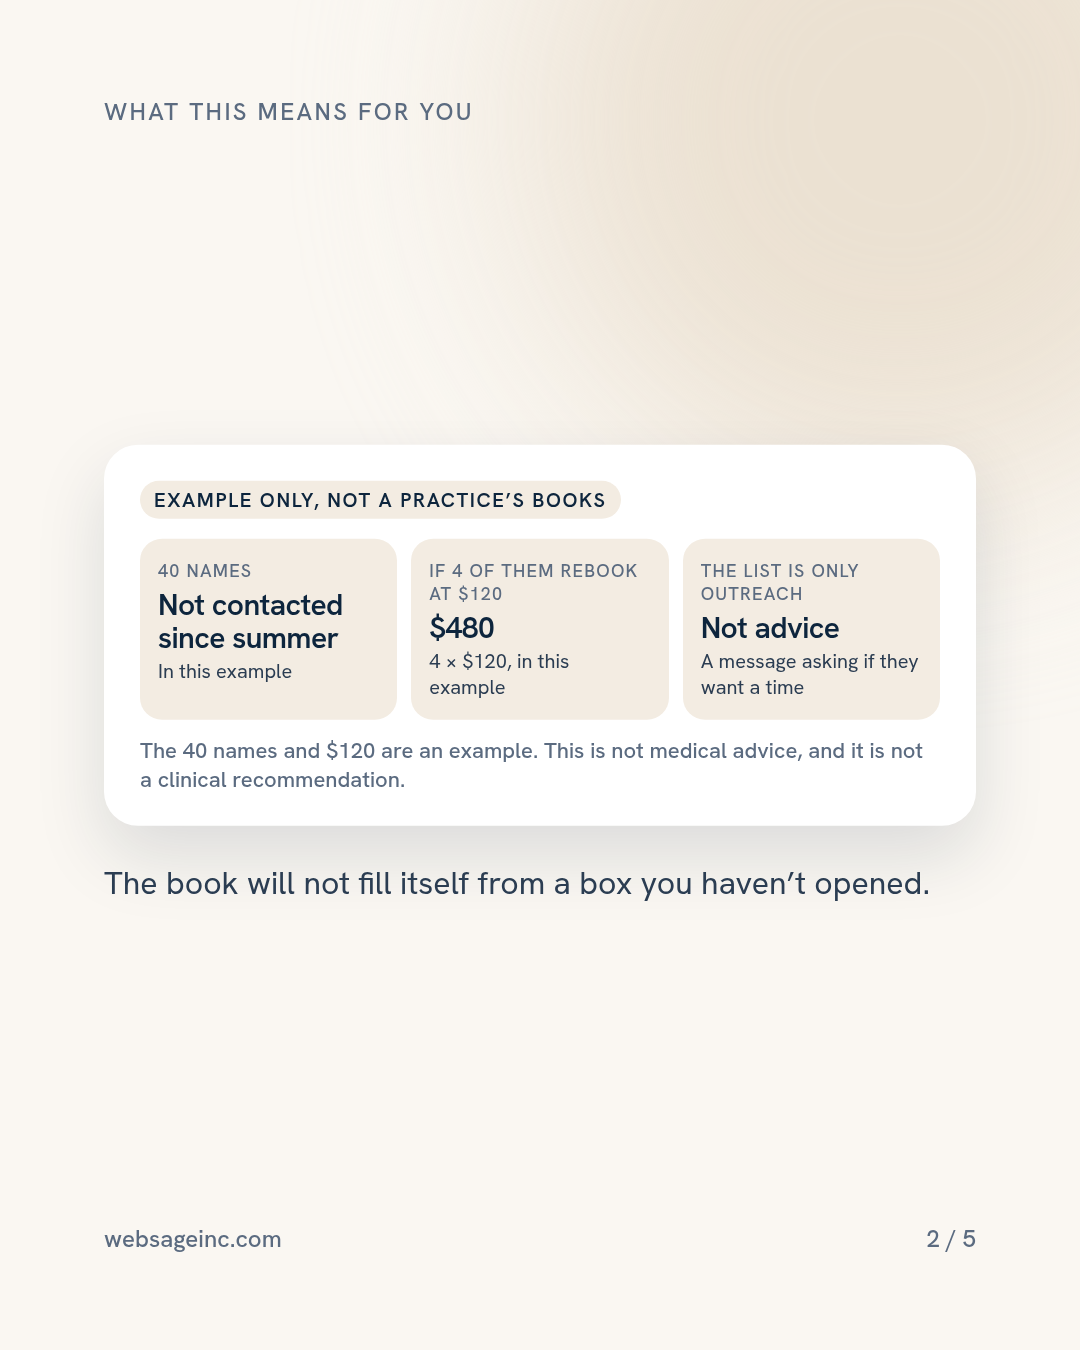 WHAT THIS MEANS FOR YOU
EXAMPLE ONLY, NOT A PRACTICE’S BOOKS
40 NAMES
Not contacted
since summer
In this example
IF 4 OF THEM REBOOK
AT $120
$480
4 × $120, in this
example
THE LIST IS ONLY
OUTREACH
Not advice
A message asking if they
want a time
The 40 names and $120 are an example. This is not medical advice, and it is not
a clinical recommendation.
The book will not fill itself from a box you haven’t opened.
websageinc.com
2 / 5